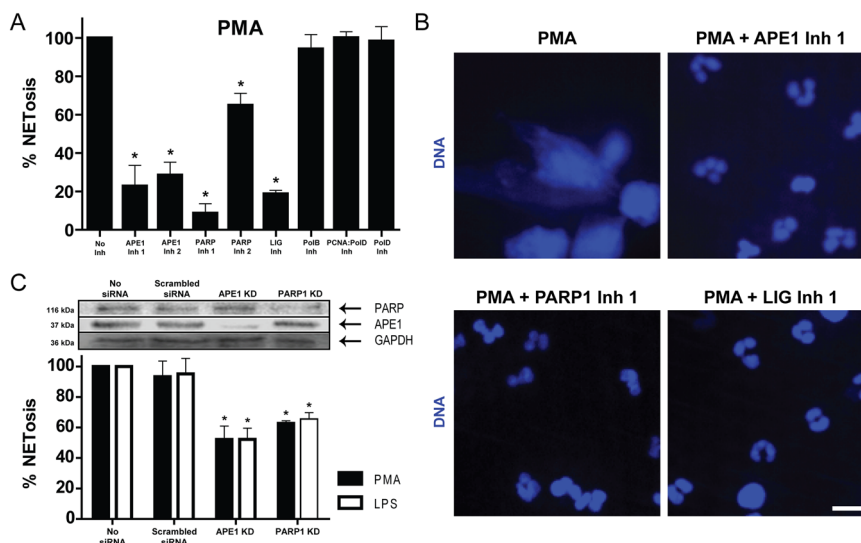 A
PMA
% NETosis
100
80
60
40
20
0
*
*
*
*
*
No Inh
APE1 Inh 1
APE1 Inh 2
PARP Inh 1
PARP Inh 2
LIG Inh
PolB Inh
PCNA:PolD Inh
PolD Inh
B
PMA
PMA + APE1 Inh 1
DNA
PMA + PARP1 Inh 1
PMA + LIG Inh 1
DNA
C
No siRNA
Scrambled siRNA
APE1 KD
PARP1 KD
116 kDa
PARP
37 kDa
APE1
36 kDa
GAPDH
% NETosis
100
80
60
40
20
0
*
*
*
*
PMA
LPS
No siRNA
Scrambled siRNA
APE1 KD
PARP1 KD